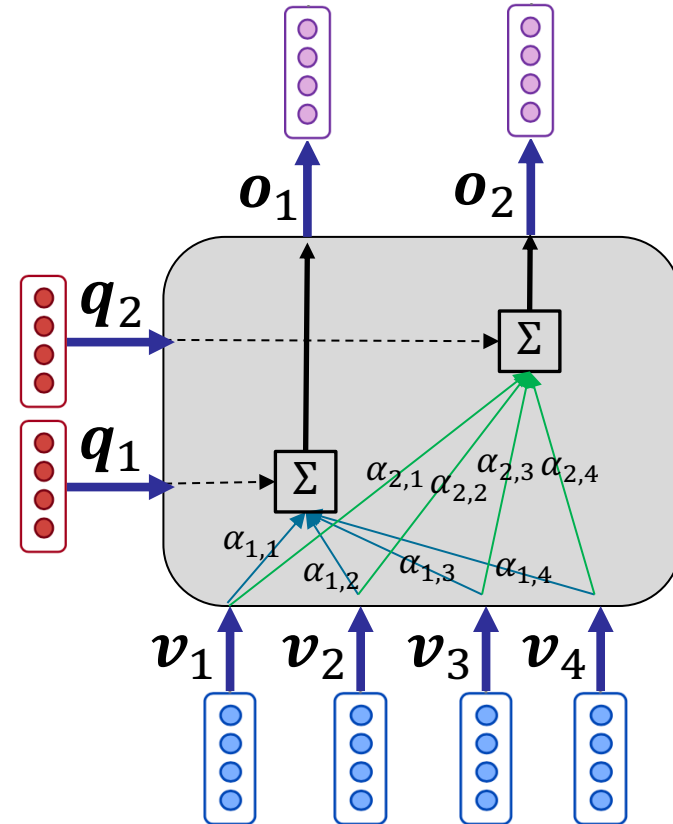 𝒐₁ 𝒐₂
𝒒₂
Σ
𝒒₁
Σ
α₂,₁ α₂,₂ α₂,₃ α₂,₄
α₁,₁ α₁,₂ α₁,₃ α₁,₄
𝒗₁ 𝒗₂ 𝒗₃ 𝒗₄